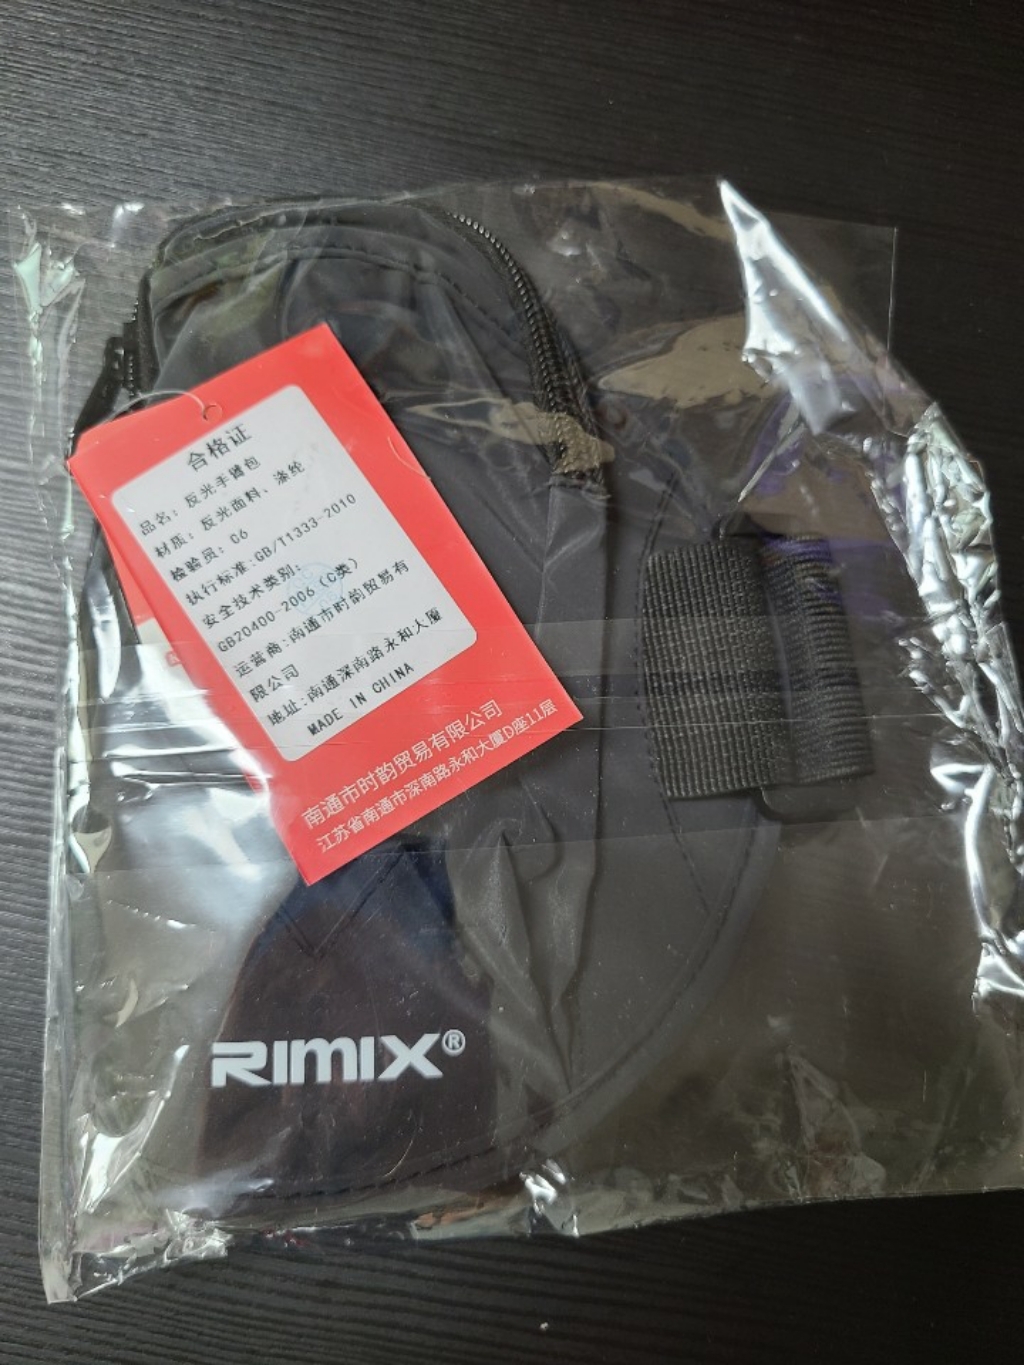 合格证
品名：反光手臂包
材质：反光面料、涤纶
检验员：G6
执行标准:GB/T1333-2010
安全技术类别:
GB20400-2006 (C类)
运营商:南通市时韵贸易有
限公司
地址:南通深南路永和大厦
MADE IN CHINA
南通市时韵贸易有限公司
江苏省南通市深南路永和大厦D座11层
RIMIX®